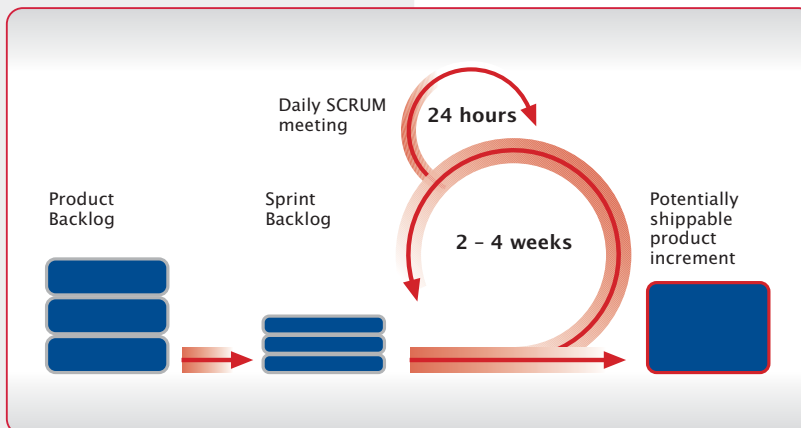 Daily SCRUM
meeting
24 hours
Product
Backlog
Sprint
Backlog
2 – 4 weeks
Potentially
shippable
product
increment